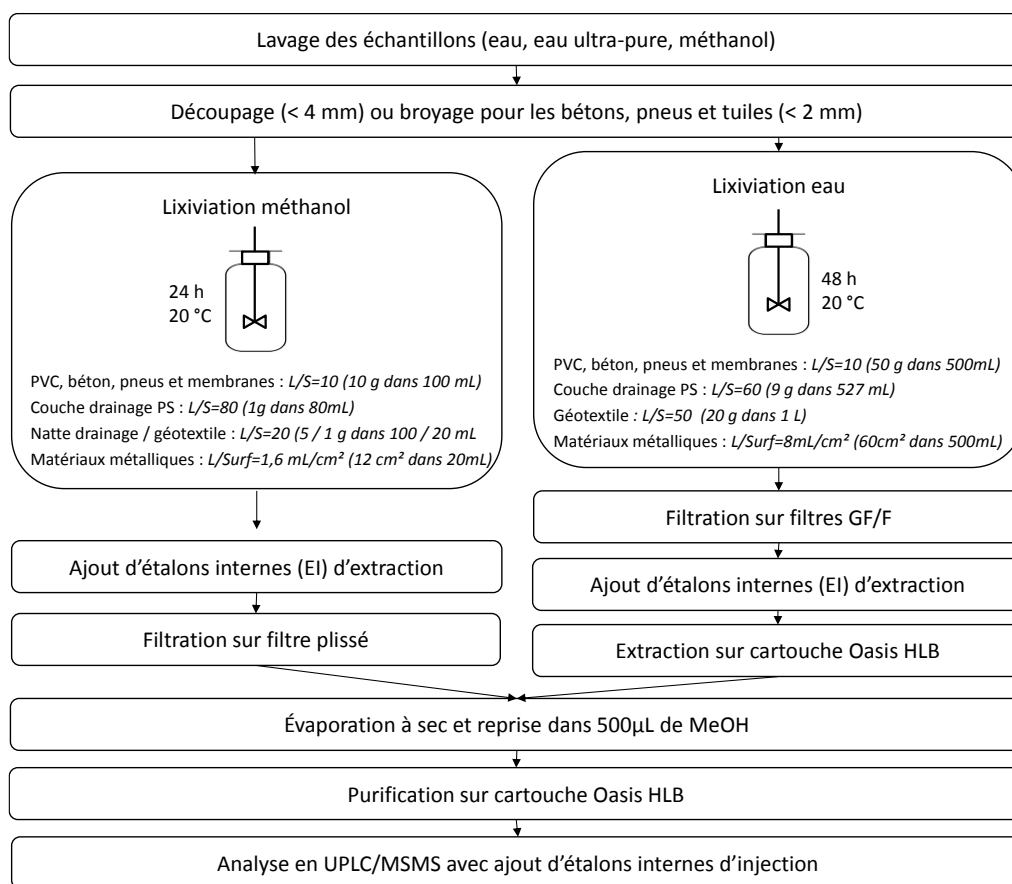 Lavage des échantillons (eau, eau ultra-pure, méthanol)
Découpage (< 4 mm) ou broyage pour les bétons, pneus et tuiles (< 2 mm)
Lixiviation méthanol
24 h
20 °C
PVC, béton, pneus et membranes : L/S=10 (10 g dans 100 mL)
Couche drainage PS : L/S=80 (1g dans 80mL)
Natte drainage / géotextile : L/S=20 (5 / 1 g dans 100 / 20 mL
Matériaux métalliques : L/Surf=1,6 mL/cm² (12 cm² dans 20mL)
Lixiviation eau
48 h
20 °C
PVC, béton, pneus et membranes : L/S=10 (50 g dans 500mL)
Couche drainage PS : L/S=60 (9 g dans 527 mL)
Géotextile : L/S=50 (20 g dans 1 L)
Matériaux métalliques : L/Surf=8mL/cm² (60cm² dans 500mL)
Ajout d'étalons internes (EI) d'extraction
Filtration sur filtre plissé
Filtration sur filtres GF/F
Ajout d'étalons internes (EI) d'extraction
Extraction sur cartouche Oasis HLB
Évaporation à sec et reprise dans 500µL de MeOH
Purification sur cartouche Oasis HLB
Analyse en UPLC/MSMS avec ajout d'étalons internes d'injection